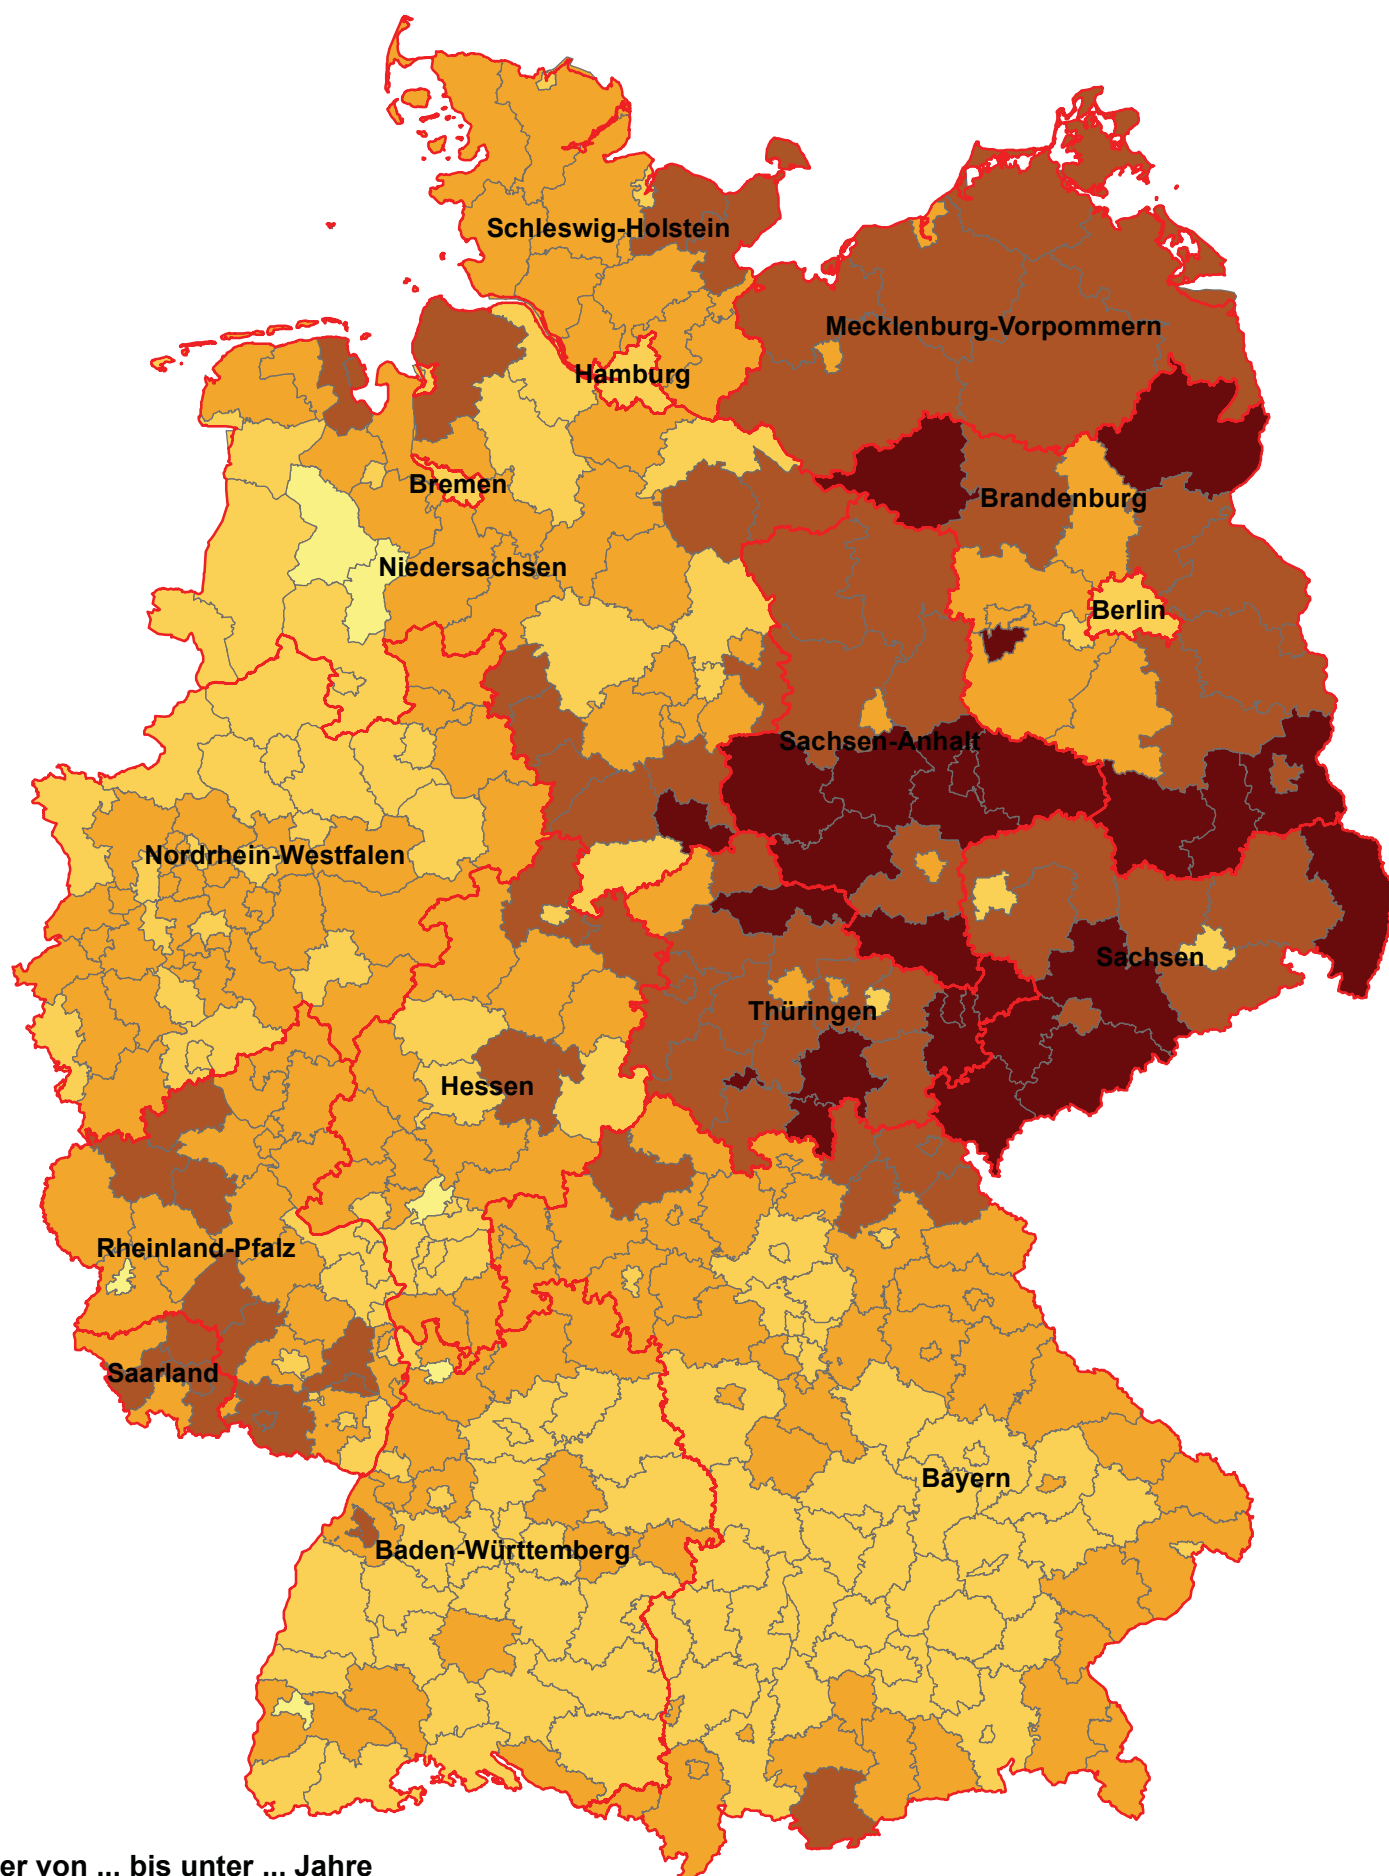 Schleswig-Holstein
Mecklenburg-Vorpommern
Hamburg
Bremen
Brandenburg
Niedersachsen
Berlin
Sachsen-Anhalt
Nordrhein-Westfalen
Sachsen
Thüringen
Hessen
Rheinland-Pfalz
Saarland
Bayern
Baden-Württemberg
er von ... bis unter ... Jahre